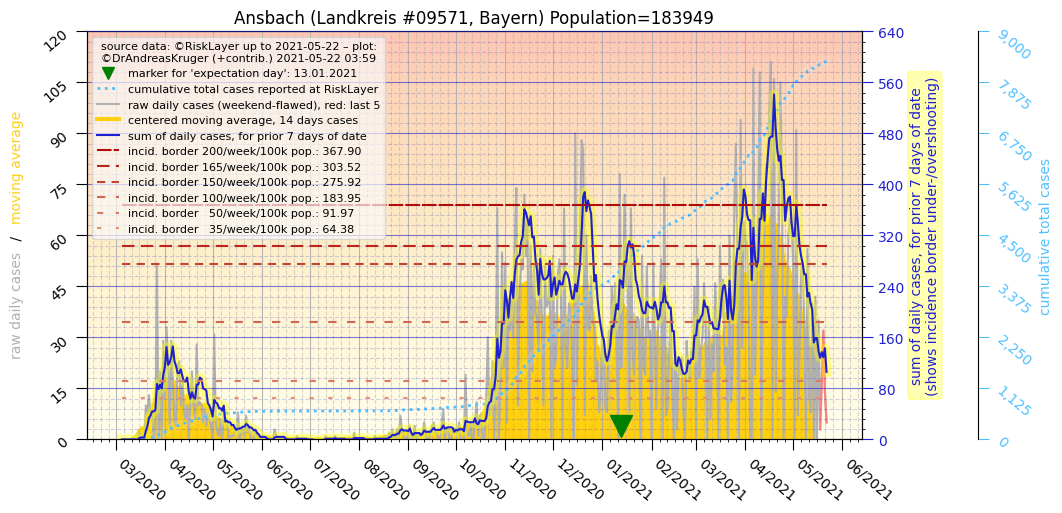 Ansbach (Landkreis #09571, Bayern) Population=183949
source data: ©RiskLayer up to 2021-05-22 – plot:
©DrAndreasKruger (+contrib.) 2021-05-22 03:59
marker for 'expectation day': 13.01.2021
cumulative total cases reported at RiskLayer
raw daily cases (weekend-flawed), red: last 5
centered moving average, 14 days cases
sum of daily cases, for prior 7 days of date
incid. border 200/week/100k pop.: 367.90
incid. border 165/week/100k pop.: 303.52
incid. border 150/week/100k pop.: 275.92
incid. border 100/week/100k pop.: 183.95
incid. border 50/week/100k pop.: 91.97
incid. border 35/week/100k pop.: 64.38
raw daily cases / moving average
120
105
90
75
60
45
30
15
0
03/2020
04/2020
05/2020
06/2020
07/2020
08/2020
09/2020
10/2020
11/2020
12/2020
01/2021
02/2021
03/2021
04/2021
05/2021
06/2021
640
560
480
400
320
240
160
80
0
sum of daily cases, for prior 7 days of date
(shows incidence border under-/overshooting)
9,000
7,875
6,750
5,625
4,500
3,375
2,250
1,125
0
cumulative total cases